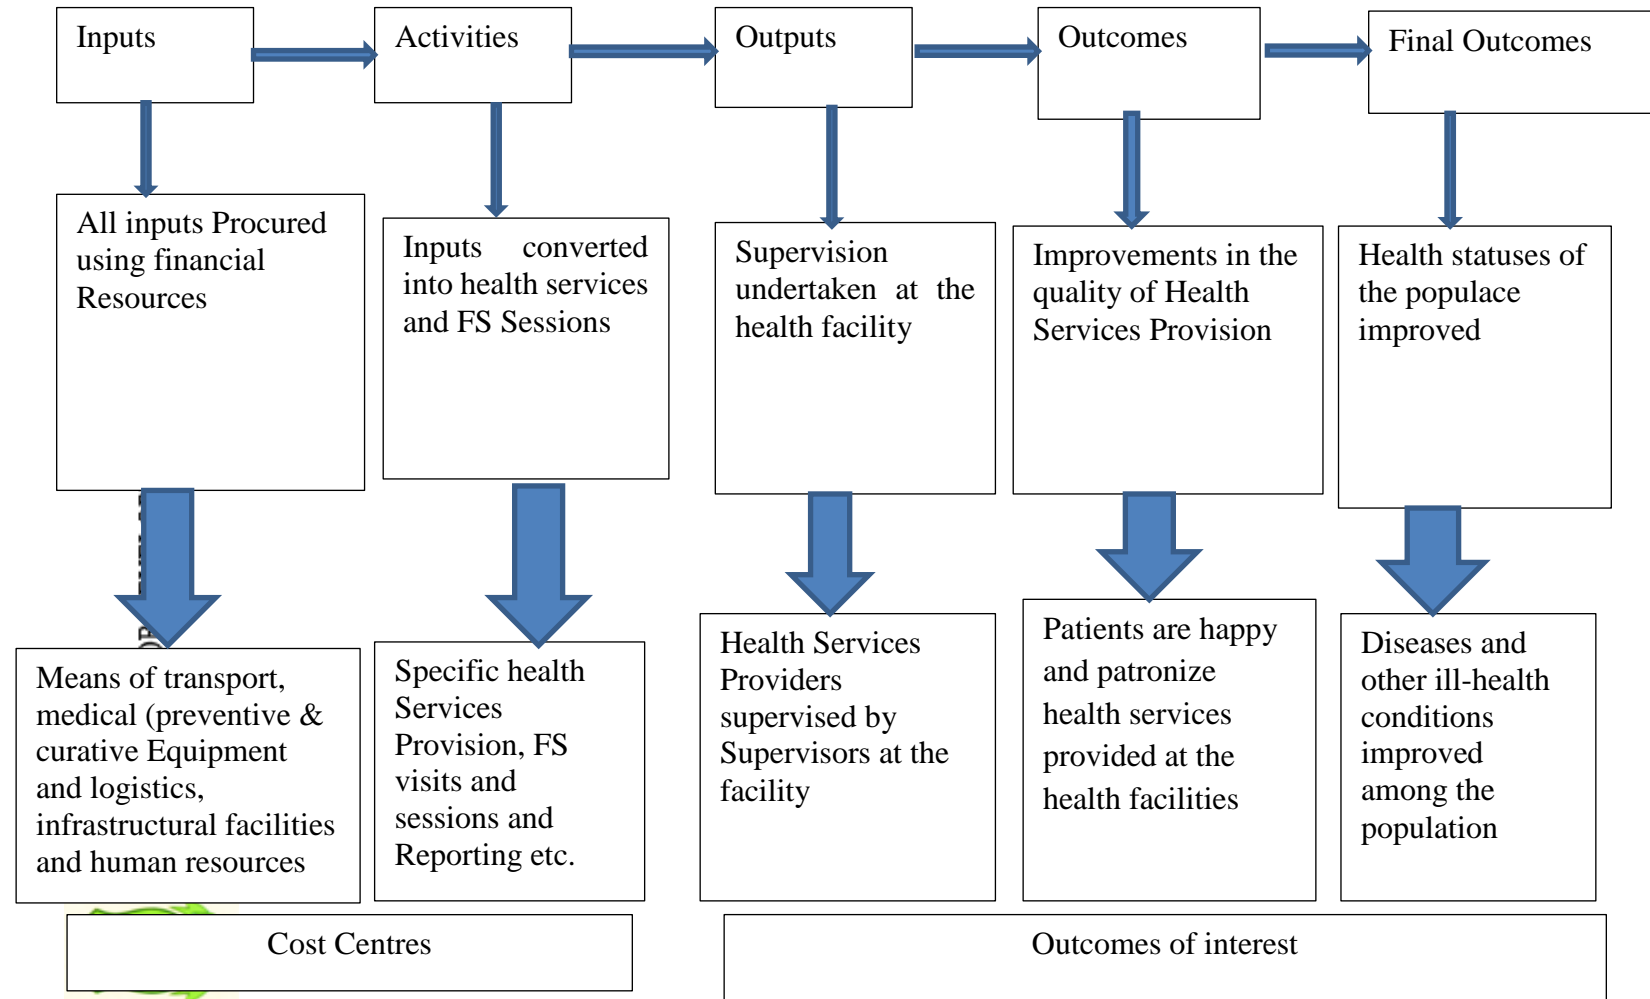 Inputs
Activities
Outputs
Outcomes
Final Outcomes
All inputs Procured
using financial
Resources
Inputs converted
into health services
and FS Sessions
Supervision
undertaken at the
health facility
Improvements in the
quality of Health
Services Provision
Health statuses of
the populace
improved
Means of transport,
medical (preventive &
curative Equipment
and logistics,
infrastructural facilities
and human resources
Specific health
Services
Provision, FS
visits and
sessions and
Reporting etc.
Health Services
Providers
supervised by
Supervisors at the
facility
Patients are happy
and patronize
health services
provided at the
health facilities
Diseases and
other ill-health
conditions
improved
among the
population
Cost Centres
Outcomes of interest